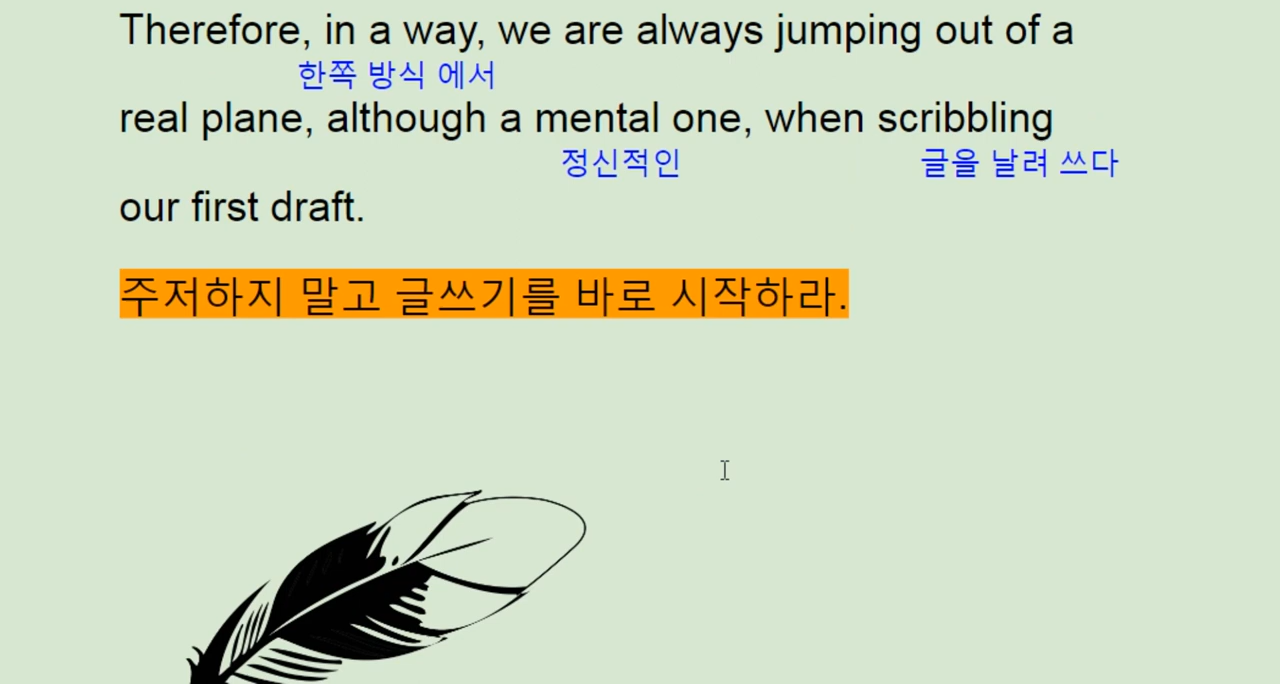 Therefore, in a way, we are always jumping out of a
한쪽 방식 에서
real plane, although a mental one, when scribbling
정신적인 글을 날려 쓰다
our first draft.
주저하지 말고 글쓰기를 바로 시작하라.